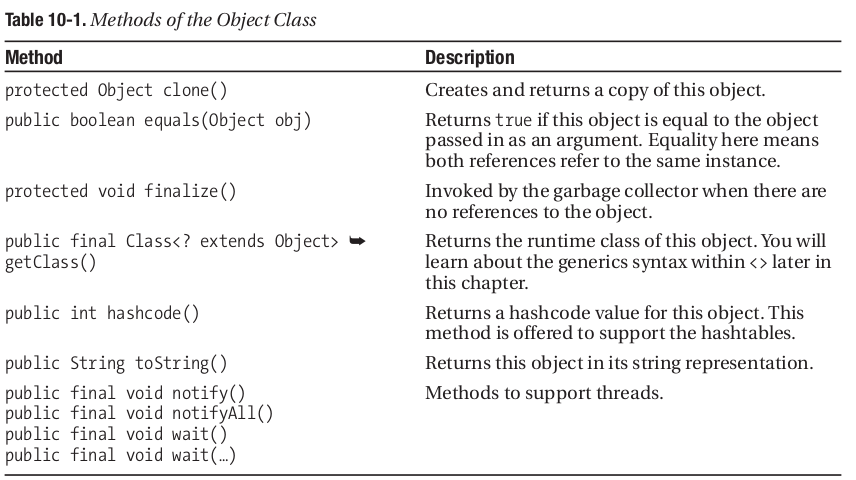 Table 10-1. Methods of the Object Class
Method Description
protected Object clone() Creates and returns a copy of this object.
public boolean equals(Object obj) Returns true if this object is equal to the object
passed in as an argument. Equality here means
both references refer to the same instance.
protected void finalize() Invoked by the garbage collector when there are
no references to the object.
public final Class<? extends Object> ➥ Returns the runtime class of this object. You will
getClass() learn about the generics syntax within <> later in
this chapter.
public int hashcode() Returns a hashcode value for this object. This
method is offered to support the hashtables.
public String toString() Returns this object in its string representation.
public final void notify() Methods to support threads.
public final void notifyAll()
public final void wait()
public final void wait(…)